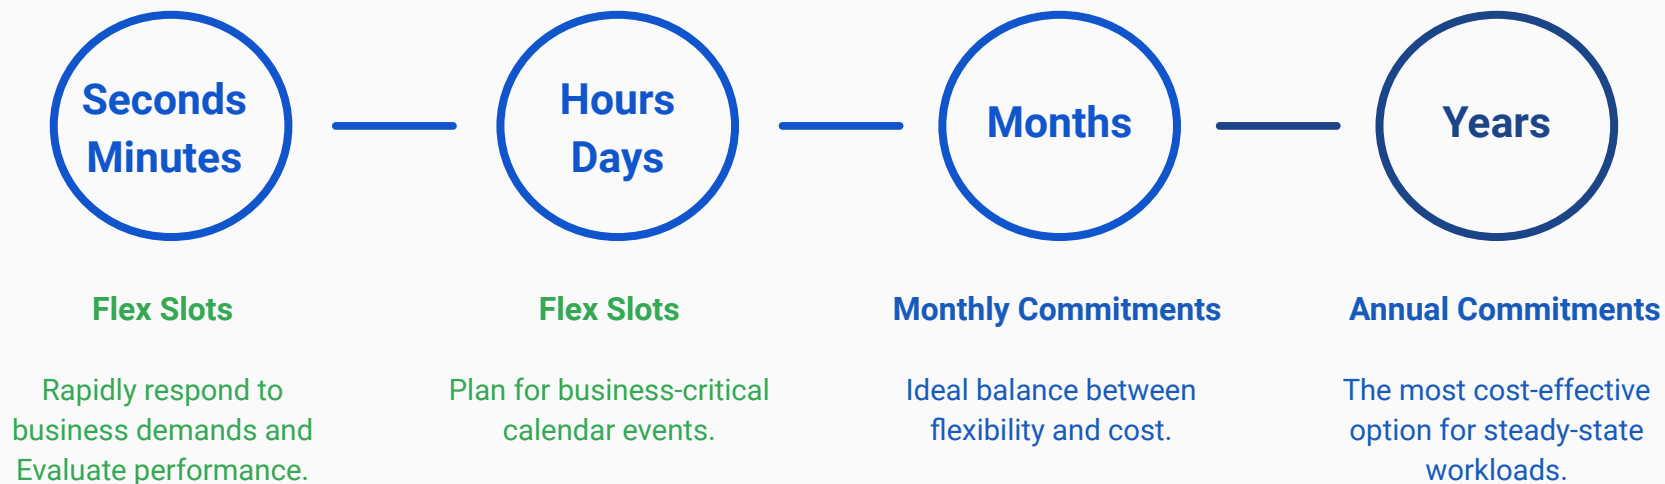 Seconds
Minutes
Hours
Days
Months
Years
Flex Slots
Rapidly respond to
business demands and
Evaluate performance.
Flex Slots
Plan for business-critical
calendar events.
Monthly Commitments
Ideal balance between
flexibility and cost.
Annual Commitments
The most cost-effective
option for steady-state
workloads.